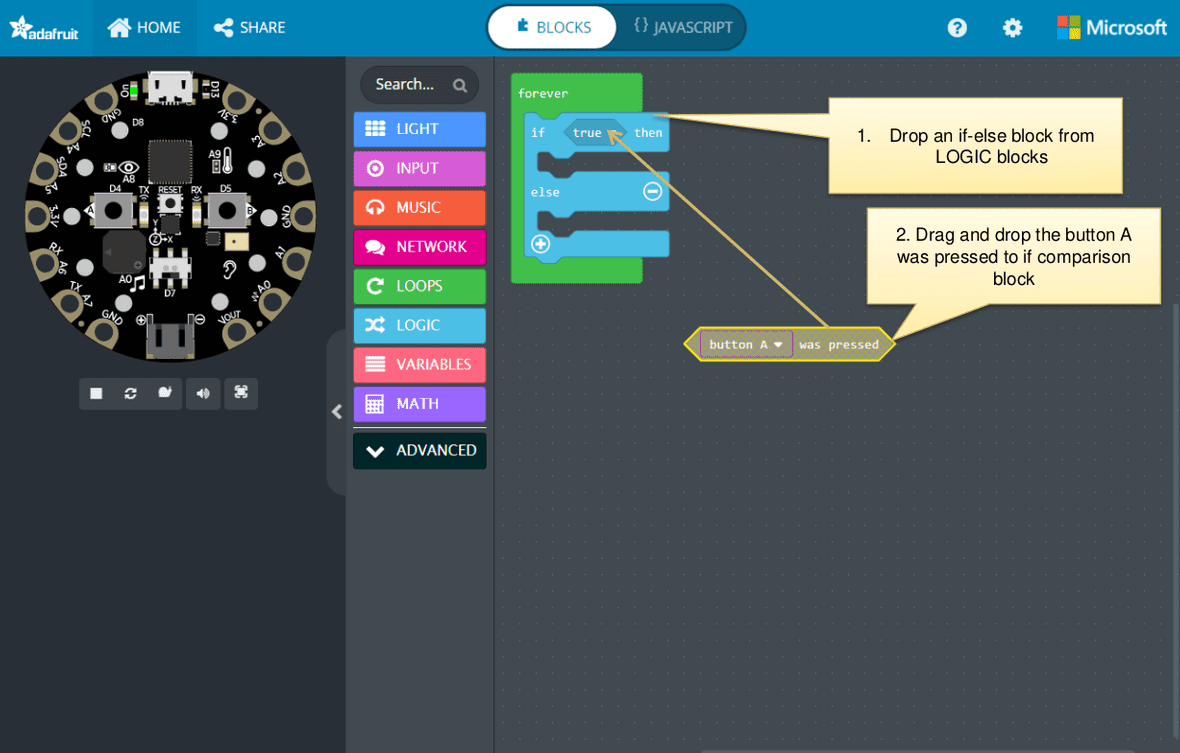 adafruit
HOME
SHARE
BLOCKS
{} JAVASCRIPT
?
Microsoft
Search...
LIGHT
INPUT
MUSIC
NETWORK
LOOPS
LOGIC
VARIABLES
MATH
ADVANCED
forever
if true then
else
button A was pressed
1. Drop an if-else block from
LOGIC blocks
2. Drag and drop the button A
was pressed to if comparison
block
D13
D8
GND
3.3V
SCL
A4
A3
SDA
A5
A8
A9
A2
D4
TX
RESET
RX
D5
A
B
3.3V
GND
Y
Z
X
RX
A6
A1
TX
A7
A0
D7
A0
GND
VOUT